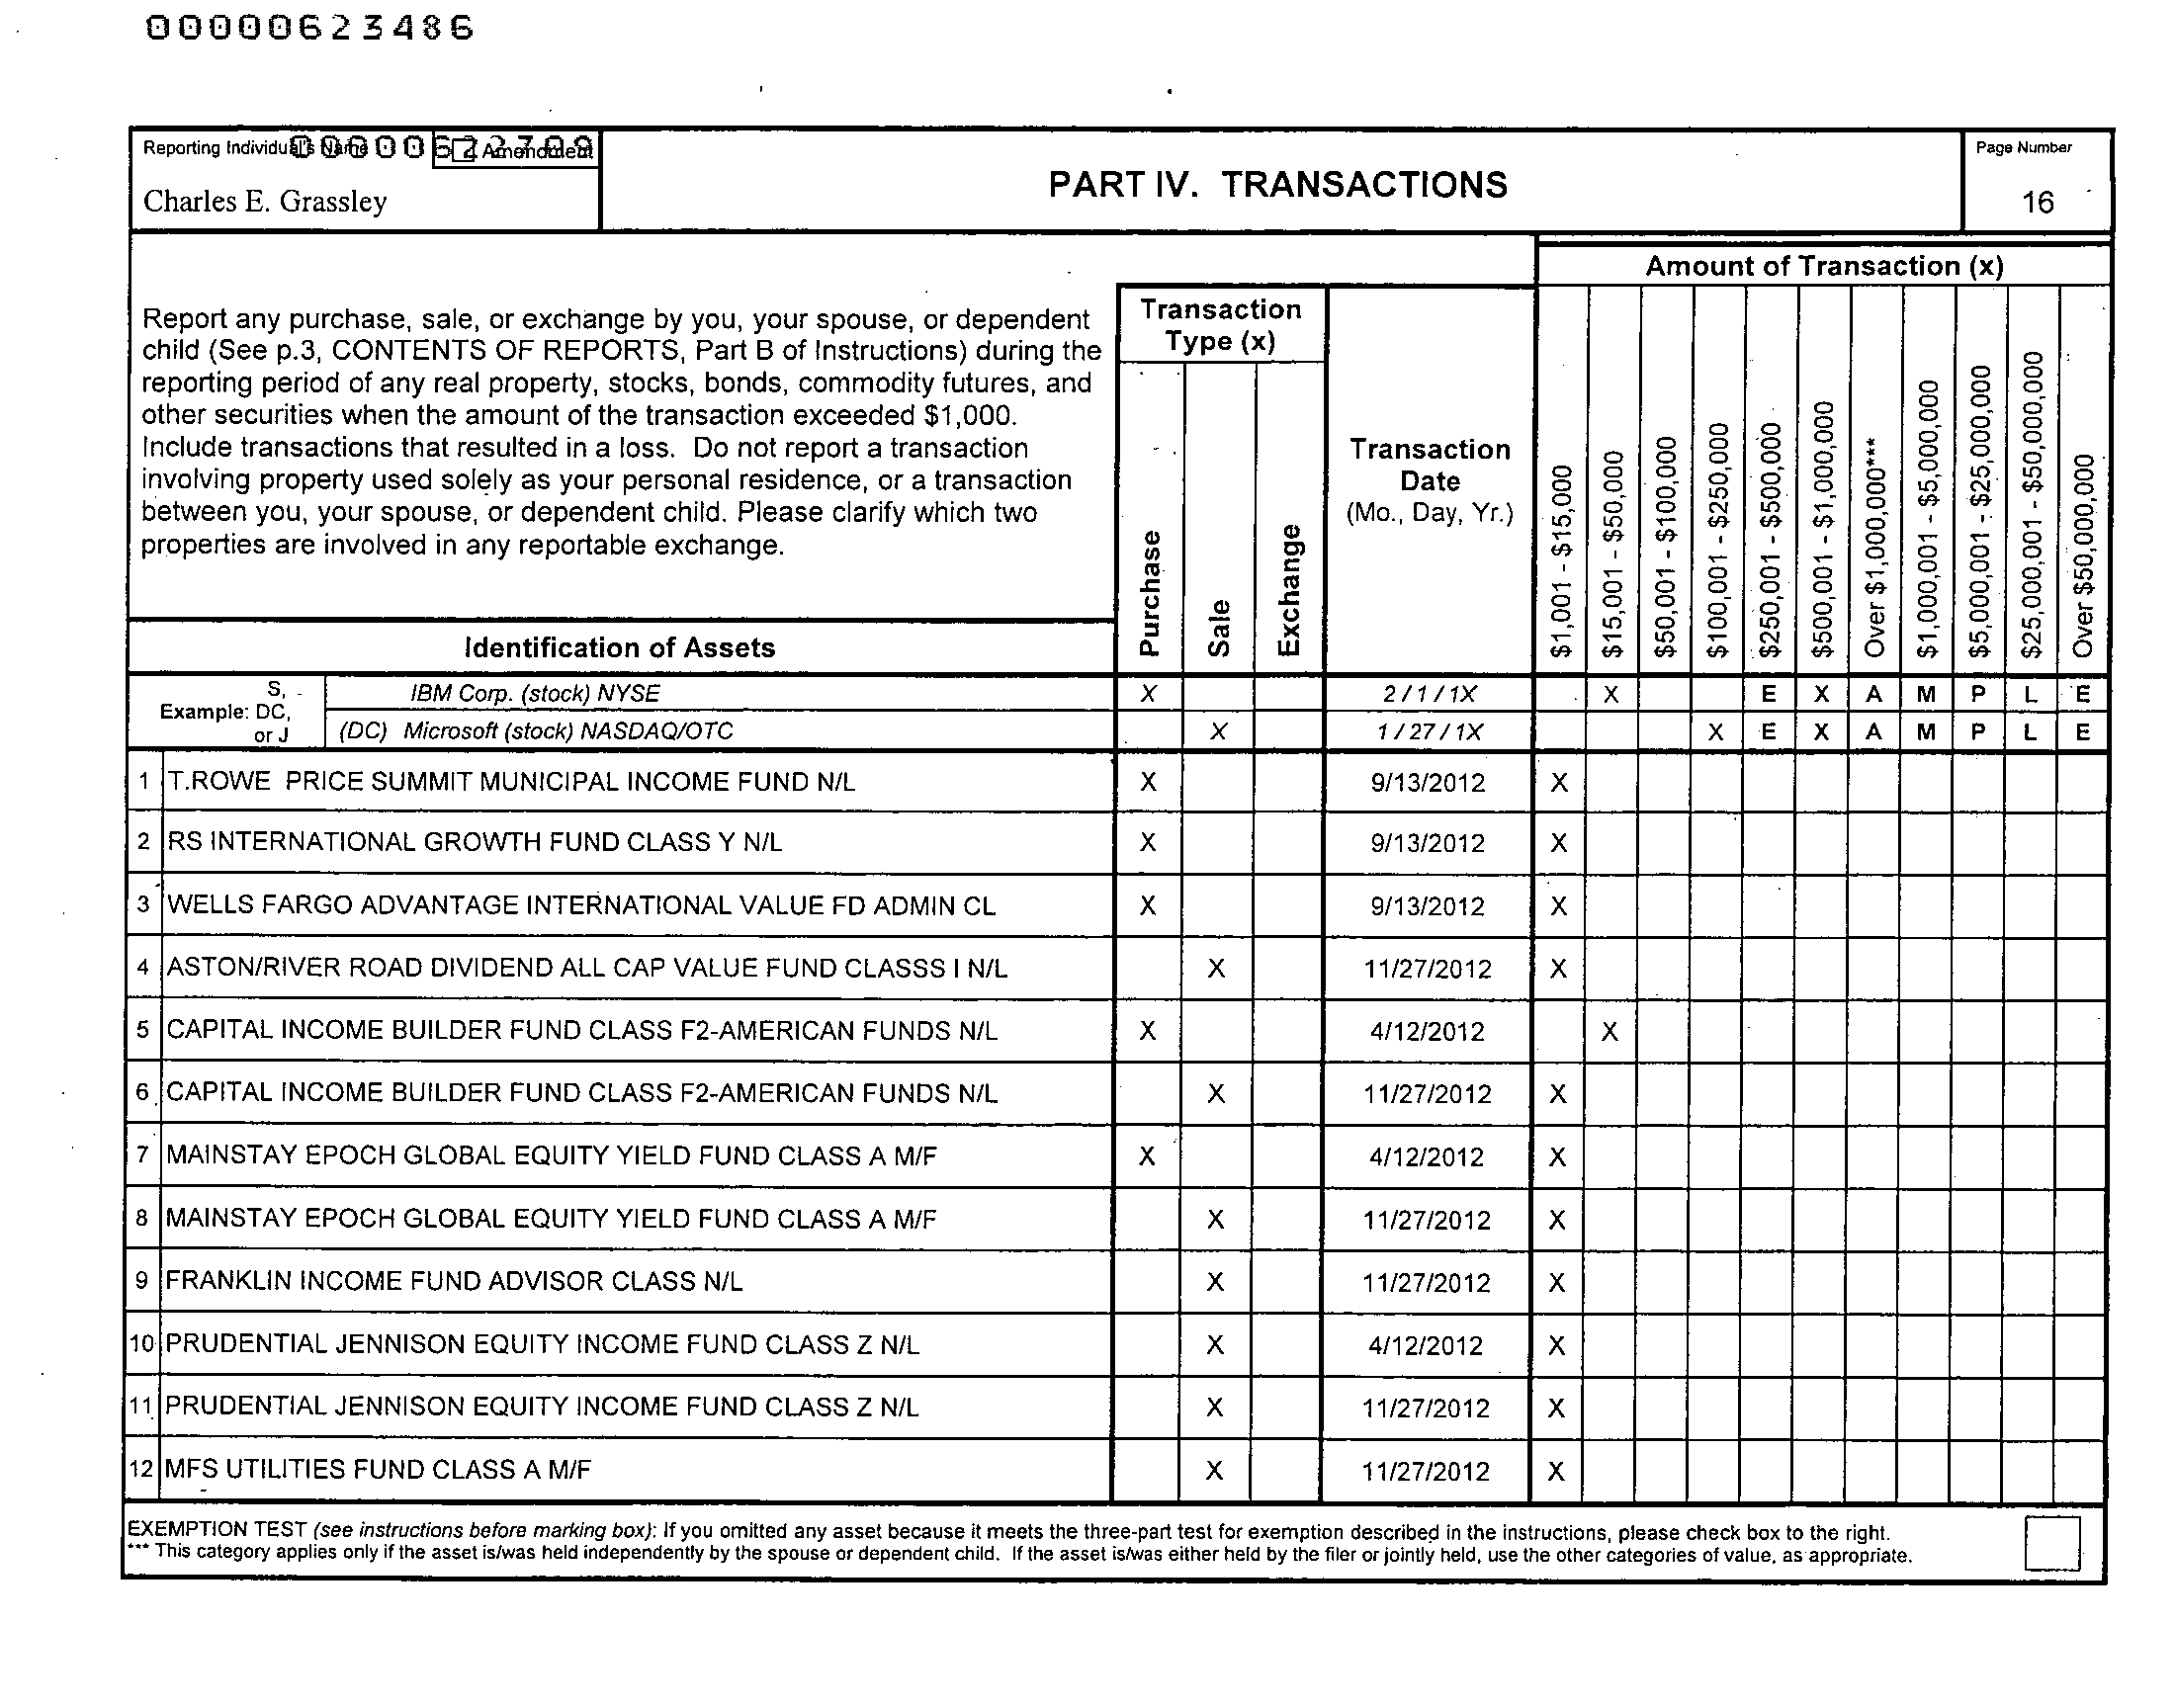 00000623486
Reporting Individual's Name 00000622709 Amendment
Charles E. Grassley
PART IV. TRANSACTIONS
Page Number
16
Amount of Transaction (x)
Report any purchase, sale, or exchange by you, your spouse, or dependent
child (See p.3, CONTENTS OF REPORTS, Part B of Instructions) during the
reporting period of any real property, stocks, bonds, commodity futures, and
other securities when the amount of the transaction exceeded $1,000.
Include transactions that resulted in a loss. Do not report a transaction
involving property used solely as your personal residence, or a transaction
between you, your spouse, or dependent child. Please clarify which two
properties are involved in any reportable exchange.
Transaction
Type (x)
Purchase
Sale
Exchange
Transaction
Date
(Mo., Day, Yr.)
$1,001 - $15,000
$15,001 - $50,000
$50,001 - $100,000
$100,001 - $250,000
$250,001 - $500,000
$500,001 - $1,000,000
Over $1,000,000***
$1,000,001 - $5,000,000
$5,000,001 - $25,000,000
$25,000,001 - $50,000,000
Over $50,000,000
Identification of Assets
Example: S, DC, or J
IBM Corp. (stock) NYSE X 2 / 1 / 1X X E X A M P L E
(DC) Microsoft (stock) NASDAQ/OTC X 1 / 27 / 1X X E X A M P L E
1 T.ROWE PRICE SUMMIT MUNICIPAL INCOME FUND N/L X 9/13/2012 X
2 RS INTERNATIONAL GROWTH FUND CLASS Y N/L X 9/13/2012 X
3 WELLS FARGO ADVANTAGE INTERNATIONAL VALUE FD ADMIN CL X 9/13/2012 X
4 ASTON/RIVER ROAD DIVIDEND ALL CAP VALUE FUND CLASSS I N/L X 11/27/2012 X
5 CAPITAL INCOME BUILDER FUND CLASS F2-AMERICAN FUNDS N/L X 4/12/2012 X
6 CAPITAL INCOME BUILDER FUND CLASS F2-AMERICAN FUNDS N/L X 11/27/2012 X
7 MAINSTAY EPOCH GLOBAL EQUITY YIELD FUND CLASS A M/F X 4/12/2012 X
8 MAINSTAY EPOCH GLOBAL EQUITY YIELD FUND CLASS A M/F X 11/27/2012 X
9 FRANKLIN INCOME FUND ADVISOR CLASS N/L X 11/27/2012 X
10 PRUDENTIAL JENNISON EQUITY INCOME FUND CLASS Z N/L X 4/12/2012 X
11 PRUDENTIAL JENNISON EQUITY INCOME FUND CLASS Z N/L X 11/27/2012 X
12 MFS UTILITIES FUND CLASS A M/F X 11/27/2012 X
EXEMPTION TEST (see instructions before marking box): If you omitted any asset because it meets the three-part test for exemption described in the instructions, please check box to the right.
*** This category applies only if the asset is/was held independently by the spouse or dependent child. If the asset is/was either held by the filer or jointly held, use the other categories of value, as appropriate.